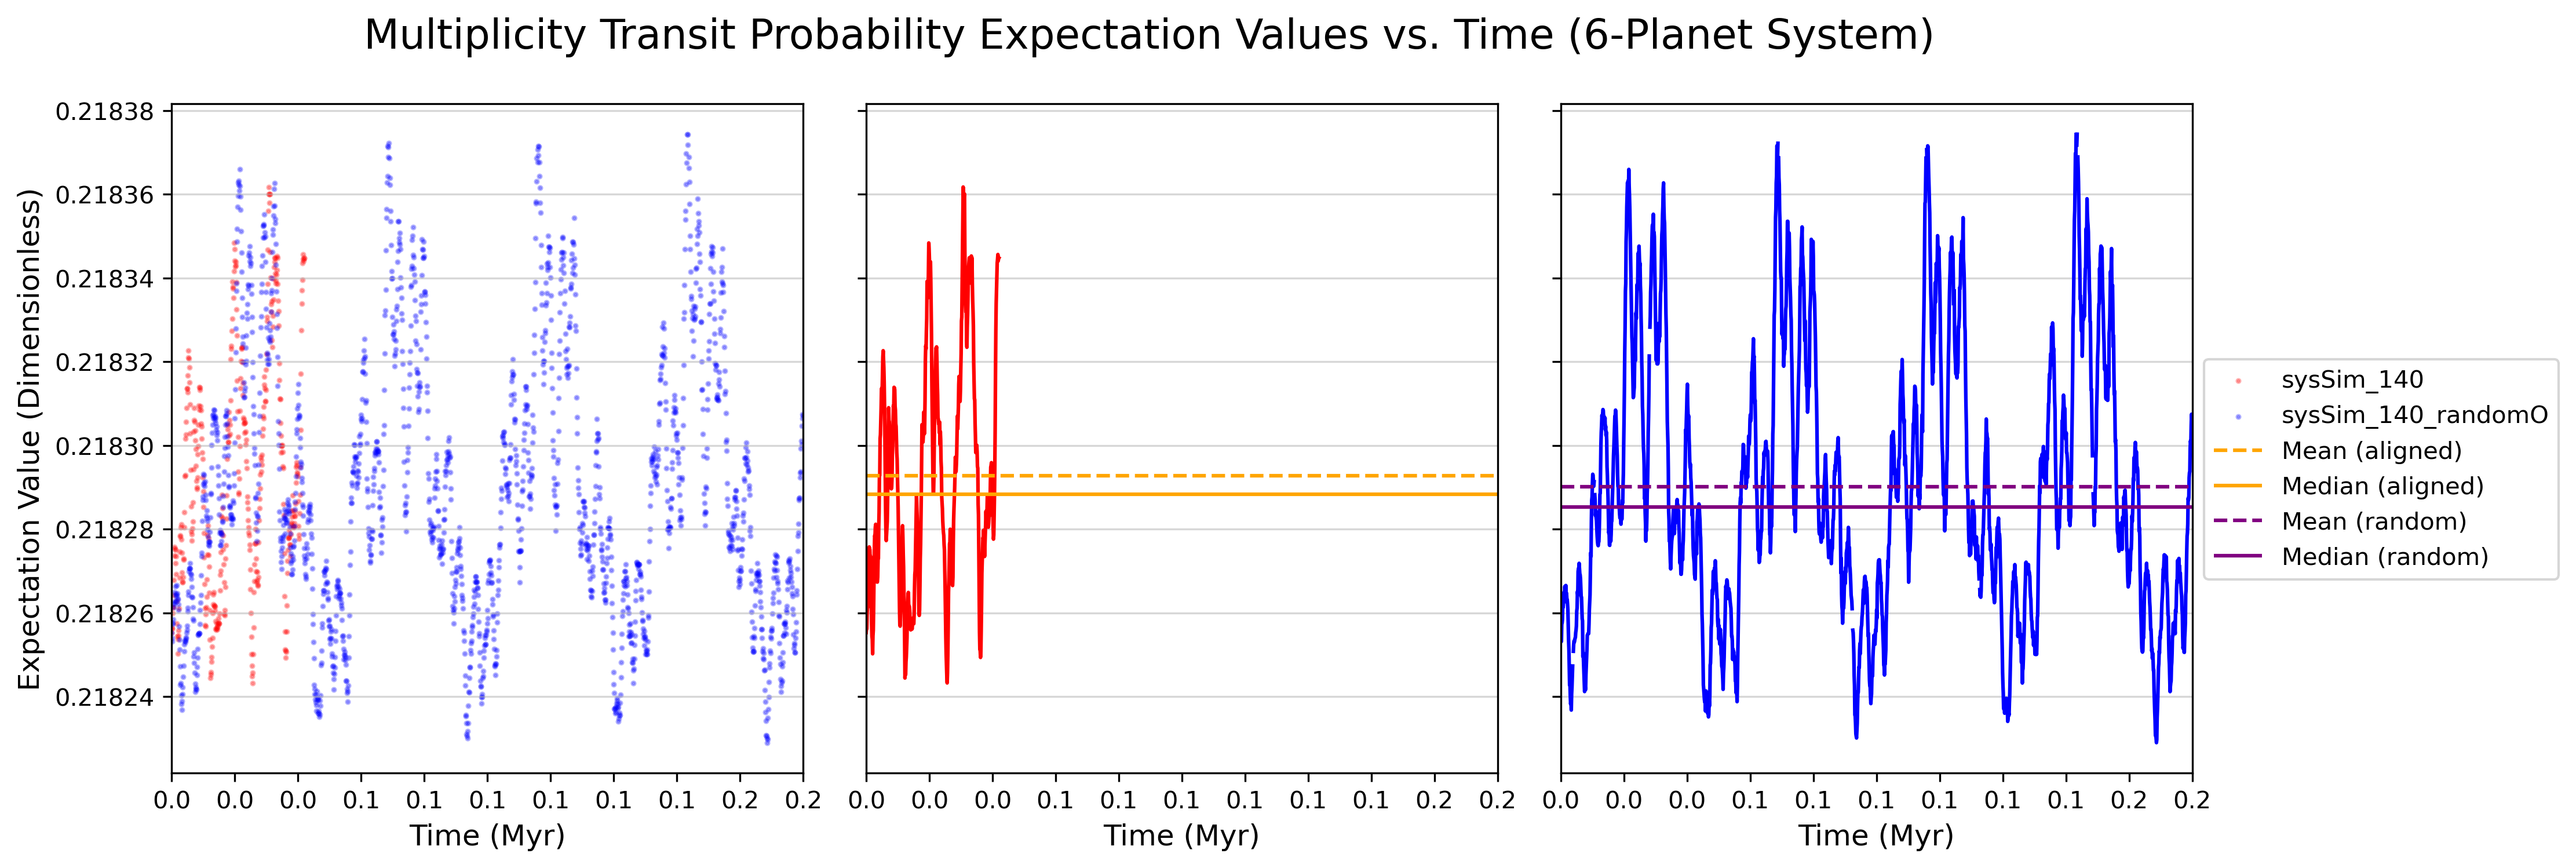 Multiplicity Transit Probability Expectation Values vs. Time (6-Planet System)
Expectation Value (Dimensionless)
0.21838
0.21836
0.21834
0.21832
0.21830
0.21828
0.21826
0.21824
0.0 0.0 0.0 0.1 0.1 0.1 0.1 0.1 0.1 0.2 0.2
Time (Myr)
0.0 0.0 0.0 0.1 0.1 0.1 0.1 0.1 0.1 0.2 0.2
Time (Myr)
0.0 0.0 0.0 0.1 0.1 0.1 0.1 0.1 0.1 0.2 0.2
Time (Myr)
sysSim_140
sysSim_140_randomO
Mean (aligned)
Median (aligned)
Mean (random)
Median (random)